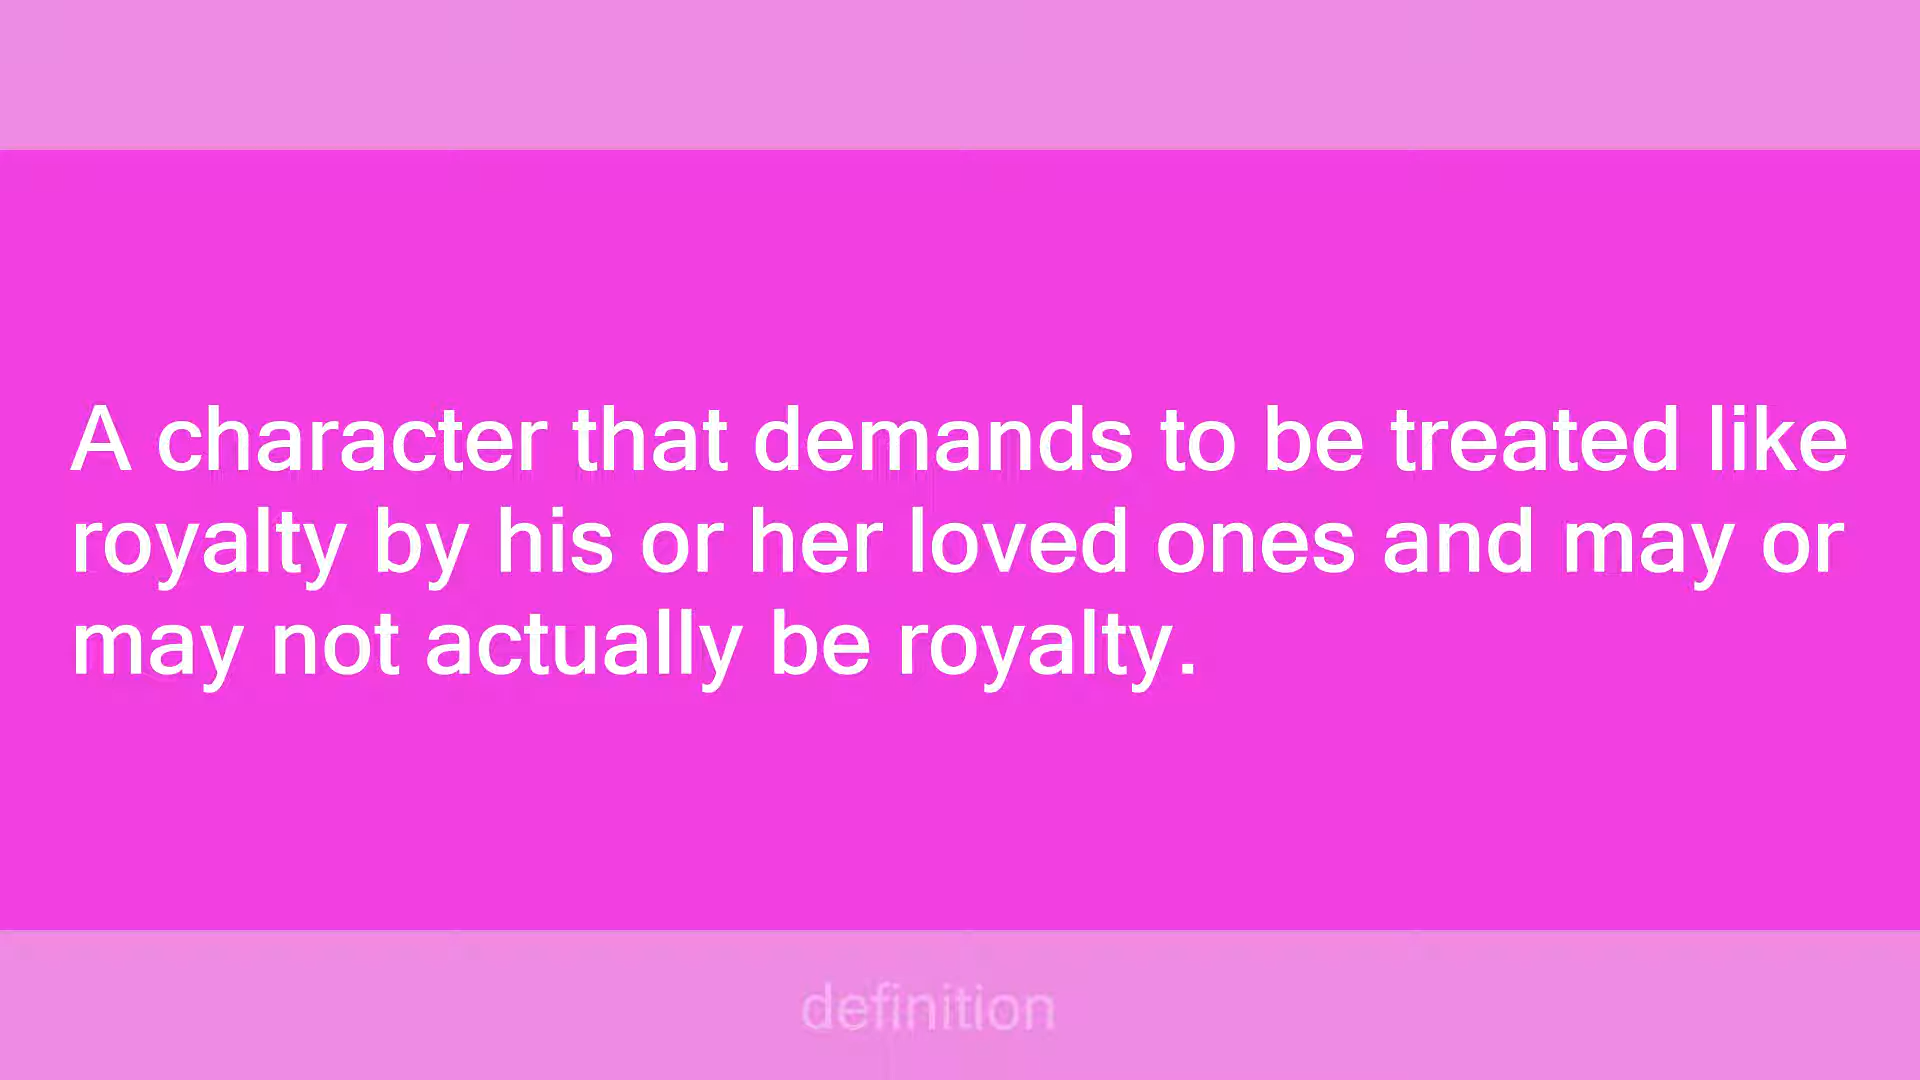 A character that demands to be treated like
royalty by his or her loved ones and may or
may not actually be royalty.
definition